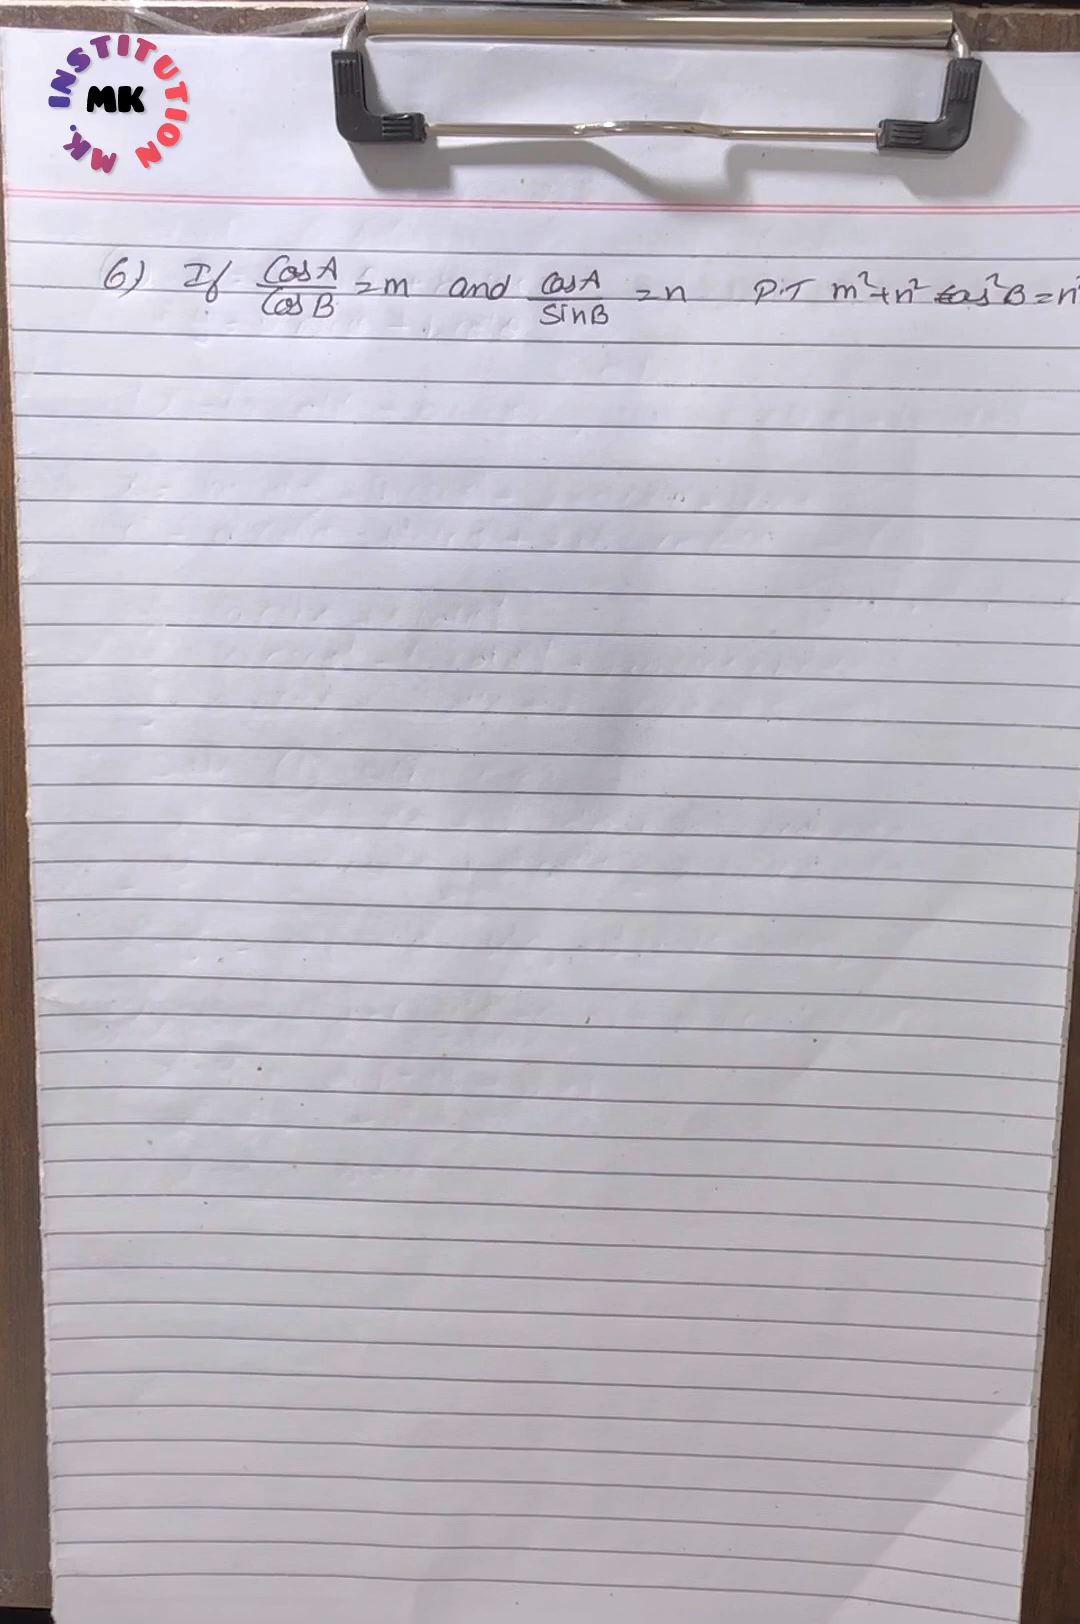 MK. INSTITUTION
MK
6) If CosA/CosB = m and cosA/sinB = n P.T m²+n² cos²B = n²